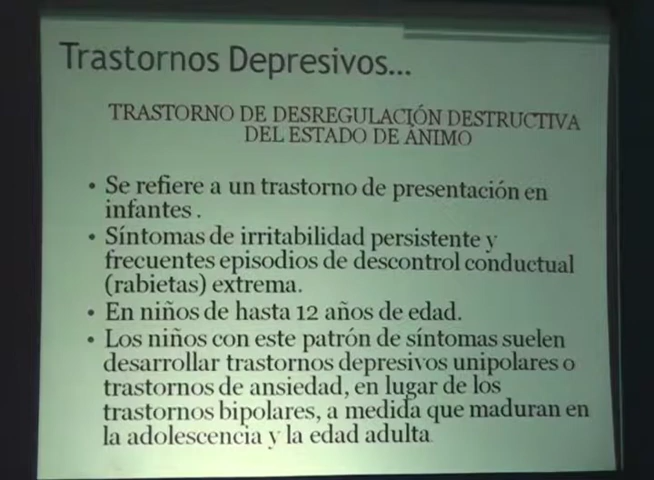 Trastornos Depresivos...
TRASTORNO DE DESREGULACIÓN DESTRUCTIVA
DEL ESTADO DE ÁNIMO
• Se refiere a un trastorno de presentación en
infantes .
• Síntomas de irritabilidad persistente y
frecuentes episodios de descontrol conductual
(rabietas) extrema.
• En niños de hasta 12 años de edad.
• Los niños con este patrón de síntomas suelen
desarrollar trastornos depresivos unipolares o
trastornos de ansiedad, en lugar de los
trastornos bipolares, a medida que maduran en
la adolescencia y la edad adulta